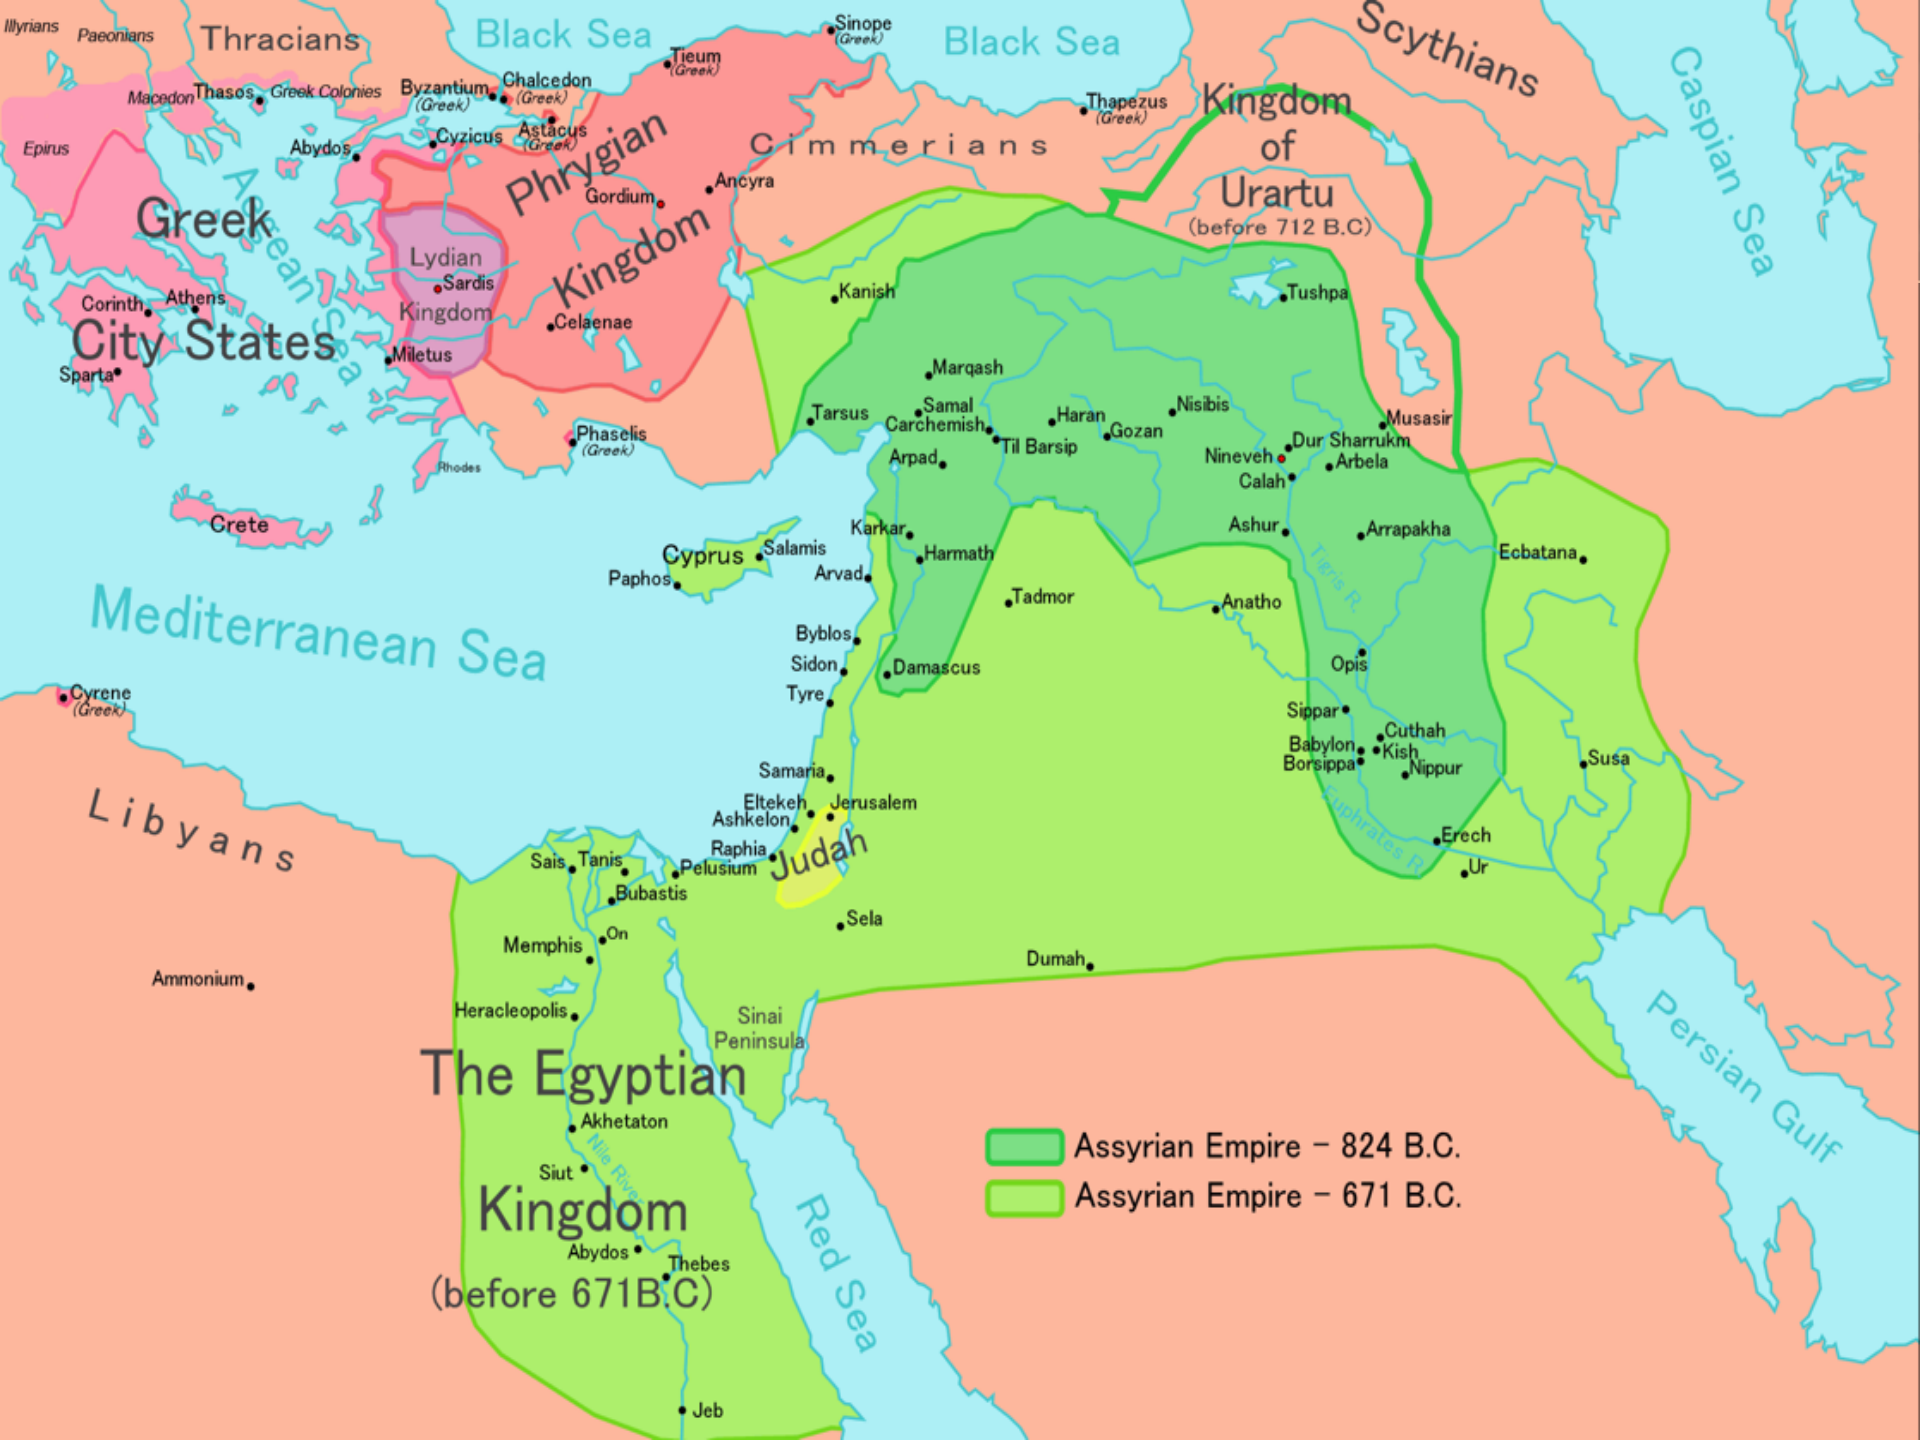 Illyrians
Paeonians
Thracians
Black Sea
Sinope
(Greek)
Black Sea
Scythians
Caspian Sea
Tieum
(Greek)
Macedon
Thasos
Greek Colonies
Byzantium
(Greek)
Chalcedon
(Greek)
Thapezus
(Greek)
Kingdom
of
Urartu
(before 712 B.C)
Epirus
Abydos
Cyzicus
Astacus
(Greek)
Phrygian
Kingdom
Cimmerians
Gordium
Ancyra
Greek
City States
Aegean Sea
Lydian
Kingdom
Sardis
Corinth
Athens
Sparta
Miletus
Celaenae
Kanish
Tushpa
Marqash
Tarsus
Samal
Carchemish
Haran
Gozan
Nisibis
Musasir
Til Barsip
Dur Sharrukm
Nineveh
Arbela
Calah
Arpad
Phaselis
(Greek)
Rhodes
Crete
Cyprus
Salamis
Paphos
Karkar
Harmath
Arvad
Ashur
Arrapakha
Ecbatana
Tigris R.
Mediterranean Sea
Tadmor
Anatho
Byblos
Sidon
Tyre
Damascus
Opis
Cyrene
(Greek)
Sippar
Cuthah
Babylon
Kish
Borsippa
Nippur
Susa
Samaria
Eltekeh
Jerusalem
Ashkelon
Raphia
Judah
Euphrates R.
Erech
Ur
Libyans
Sais
Tanis
Pelusium
Bubastis
Sela
On
Memphis
Dumah
Ammonium
Heracleopolis
Sinai
Peninsula
Persian Gulf
The Egyptian
Kingdom
(before 671B.C)
Akhetaton
Nile River
Siut
Abydos
Thebes
Jeb
Red Sea
Assyrian Empire - 824 B.C.
Assyrian Empire - 671 B.C.